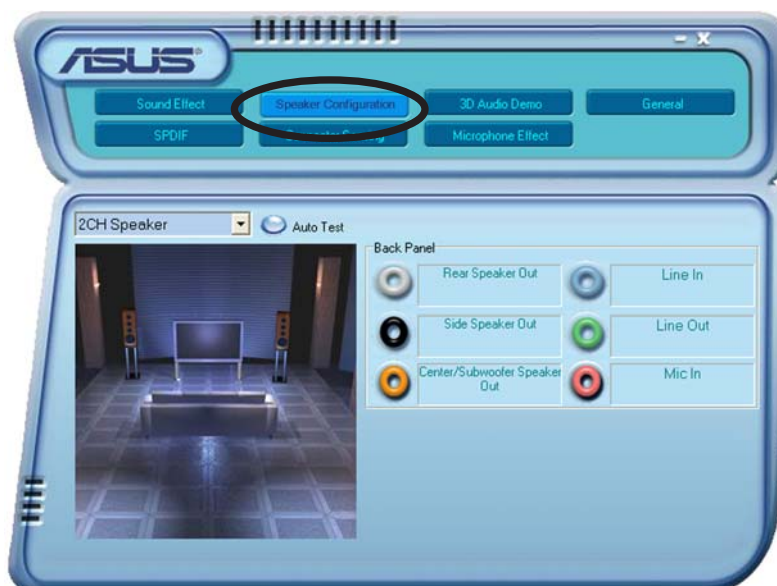 ASUS
Sound Effect
Speaker Configuration
3D Audio Demo
General
SPDIF
Microphone Effect
2CH Speaker
Auto Test
Back Panel
Rear Speaker Out
Line In
Side Speaker Out
Line Out
Center/Subwoofer Speaker
Out
Mic In